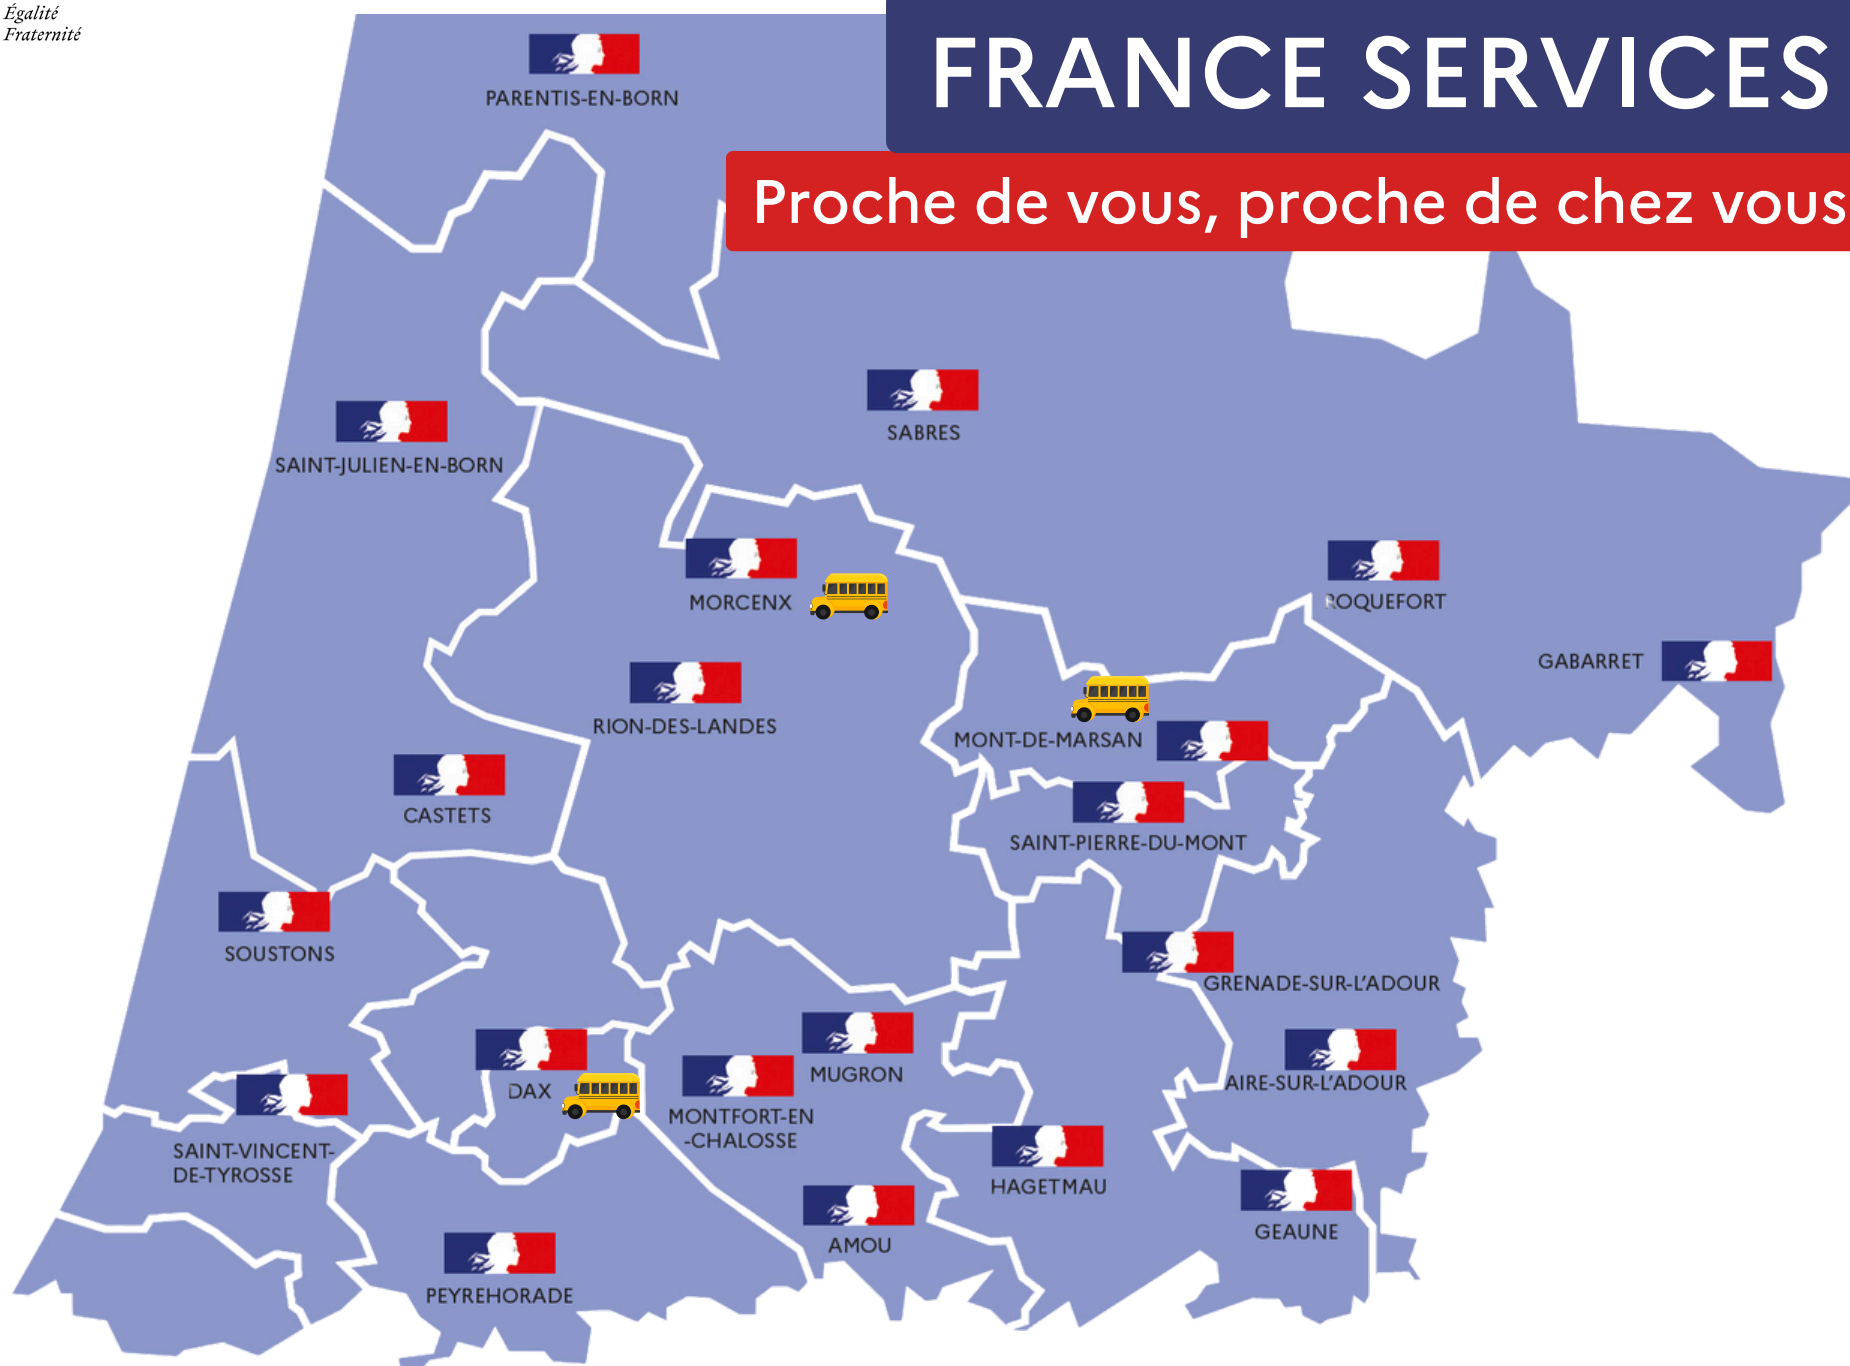 Égalité
Fraternité
FRANCE SERVICES
Proche de vous, proche de chez vous
PARENTIS-EN-BORN
SABRES
SAINT-JULIEN-EN-BORN
MORCENX
ROQUEFORT
GABARRET
RION-DES-LANDES
MONT-DE-MARSAN
CASTETS
SAINT-PIERRE-DU-MONT
SOUSTONS
GRENADE-SUR-L'ADOUR
MUGRON
AIRE-SUR-L'ADOUR
DAX
MONTFORT-EN
-CHALOSSE
SAINT-VINCENT-
DE-TYROSSE
HAGETMAU
GEAUNE
AMOU
PEYREHORADE